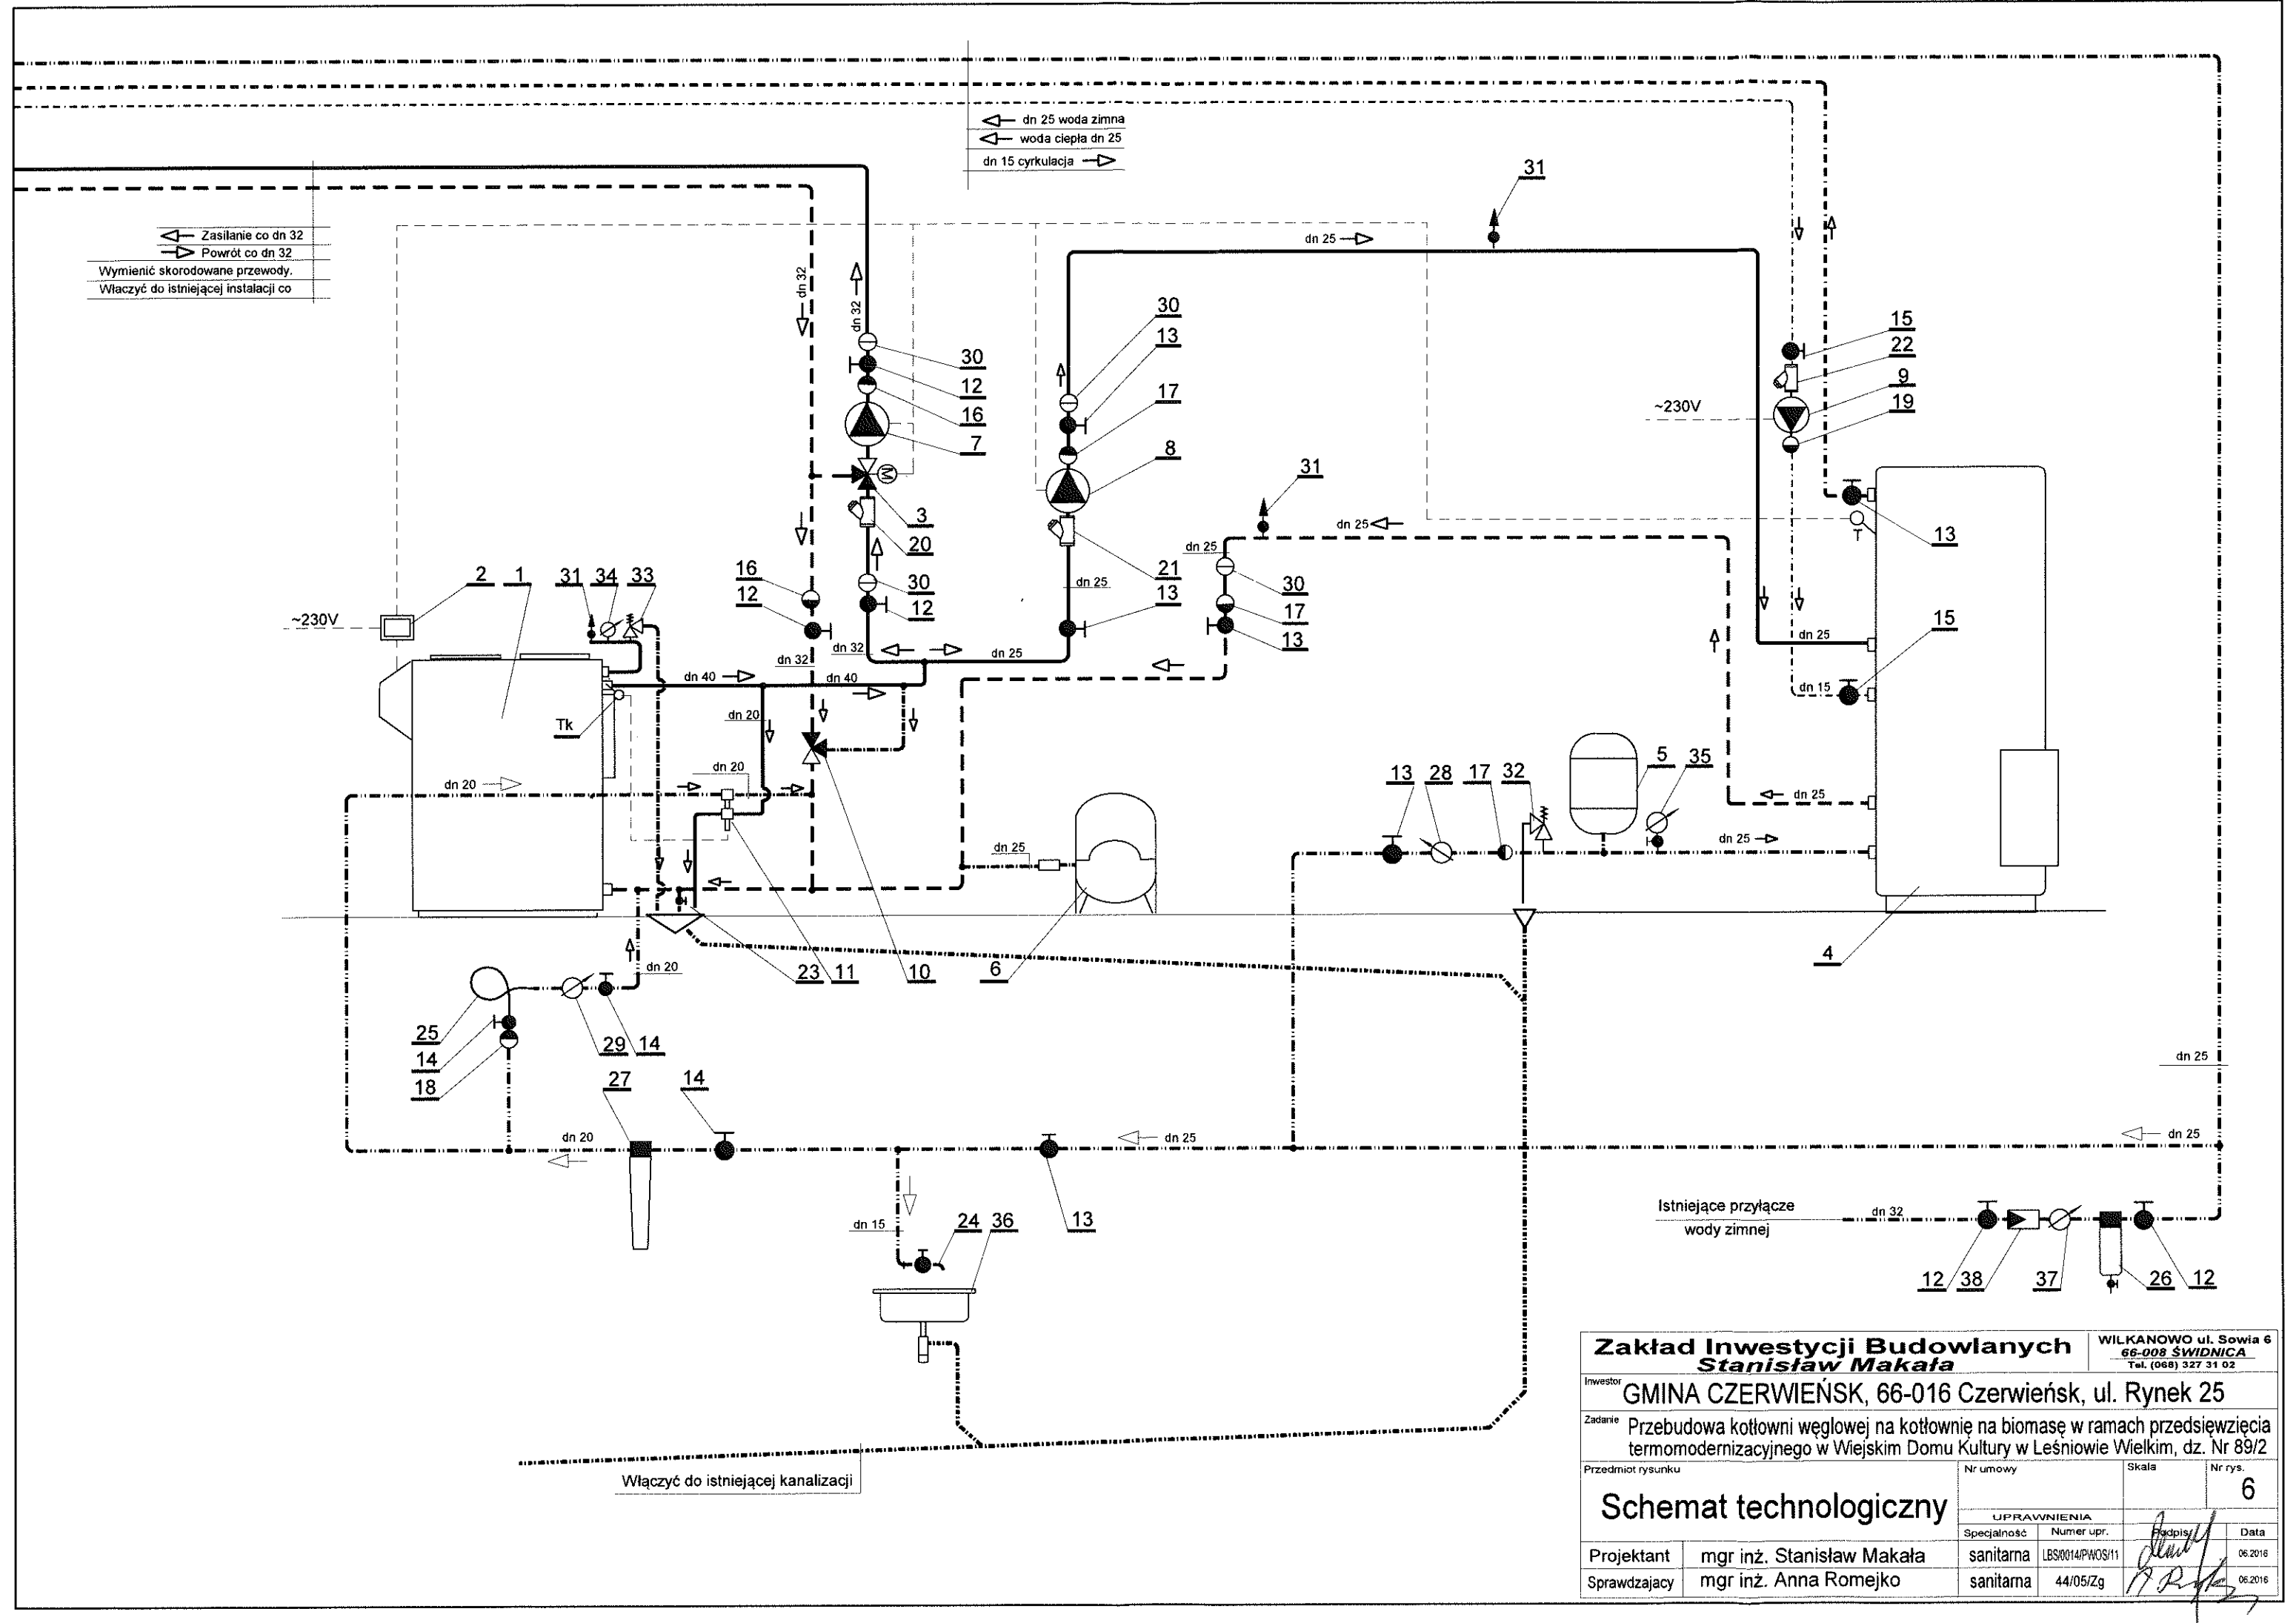 dn 25 woda zimna
woda ciepła dn 25
dn 15 cyrkulacja
31
Zasilanie co dn 32
Powrót co dn 32
Wymienić skorodowane przewody.
Właczyć do istniejącej instalacji co
dn 25
dn 32
dn 32
30
12
16
7
30
13
17
8
15
22
9
19
~230V
31
M
3
20
dn 25
dn 25
T
13
2
1
31
34
33
16
12
30
12
dn 25
21
13
30
17
13
~230V
dn 32
dn 32
dn 25
dn 25
15
dn 40
dn 40
dn 15
Tk
dn 20
dn 20
dn 20
13
28
17
32
5
35
dn 25
dn 25
dn 25
dn 20
23
11
10
6
4
25
14
18
29
14
27
14
dn 25
dn 20
dn 25
dn 25
dn 15
24
36
13
Istniejące przyłącze
wody zimnej
dn 32
12
38
37
26
12
Włączyć do istniejącej kanalizacji
Zakład Inwestycji Budowlanych
Stanisław Makała
WILKANOWO ul. Sowia 6
66-008 ŚWIDNICA
Tel. (068) 327 31 02
Inwestor
GMINA CZERWIEŃSK, 66-016 Czerwieńsk, ul. Rynek 25
Zadanie
Przebudowa kotłowni węglowej na kotłownię na biomasę w ramach przedsięwzięcia
termomodernizacyjnego w Wiejskim Domu Kultury w Leśniowie Wielkim, dz. Nr 89/2
Przedmiot rysunku
Nr umowy
Skala
Nr rys.
6
Schemat technologiczny
UPRAWNIENIA
Specjalność
Numer upr.
Podpis
Data
Projektant
mgr inż. Stanisław Makała
sanitarna
LBS/0014/PWOS/11
06.2016
Sprawdzajacy
mgr inż. Anna Romejko
sanitarna
44/05/Zg
06.2016